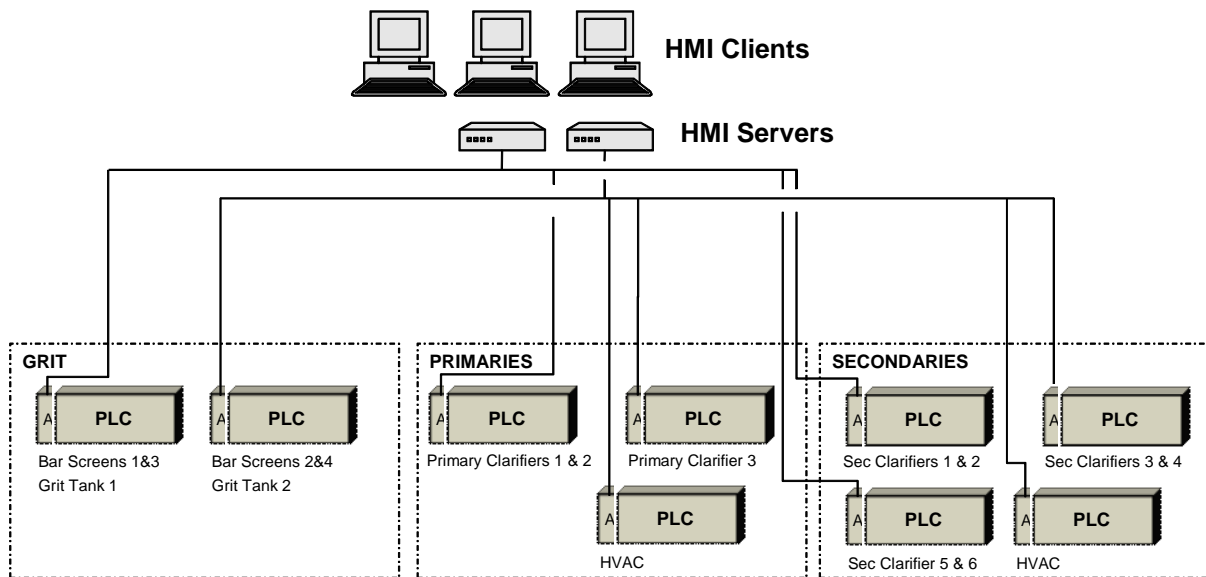 HMI Clients
HMI Servers
GRIT
PRIMARIES
SECONDARIES
A PLC
A PLC
A PLC
A PLC
A PLC
A PLC
Bar Screens 1&3
Grit Tank 1
Bar Screens 2&4
Grit Tank 2
Primary Clarifiers 1 & 2
Primary Clarifier 3
Sec Clarifiers 1 & 2
Sec Clarifiers 3 & 4
A PLC
A PLC
A PLC
HVAC
Sec Clarifier 5 & 6
HVAC